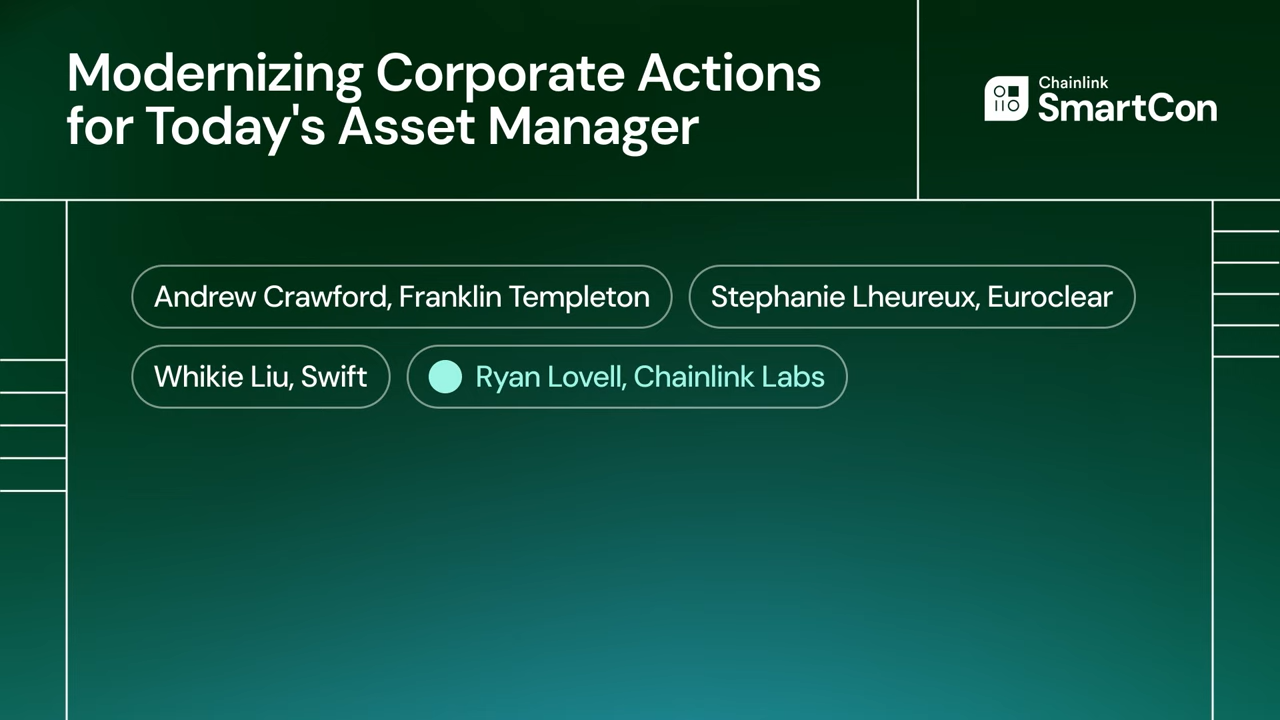 Modernizing Corporate Actions
for Today's Asset Manager
Chainlink
SmartCon
Andrew Crawford, Franklin Templeton
Stephanie Lheureux, Euroclear
Whikie Liu, Swift
Ryan Lovell, Chainlink Labs